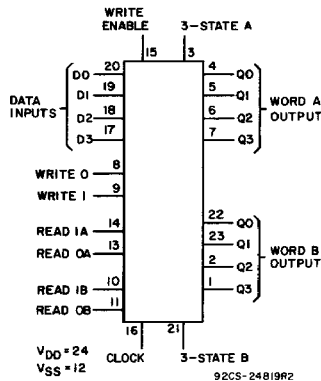 WRITE ENABLE
3-STATE A
15
3
DATA INPUTS
D0 20
D1 19
D2 18
D3 17
WRITE 0 8
WRITE 1 9
READ 1A 14
READ 0A 13
READ 1B 10
READ 0B 11
4 Q0
5 Q1
6 Q2
7 Q3
WORD A OUTPUT
22 Q0
23 Q1
2 Q2
1 Q3
WORD B OUTPUT
16
21
CLOCK
3-STATE B
VDD = 24
VSS = 12
92CS-24819R2